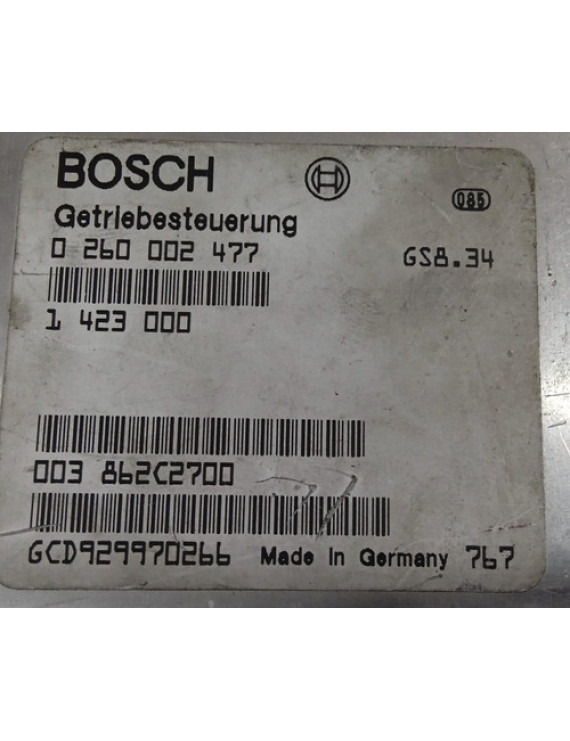 BOSCH
085
Getriebesteuerung
0 260 002 477 GS8.34
1 423 000
003 862C2700
GCD929970266 Made in Germany 767